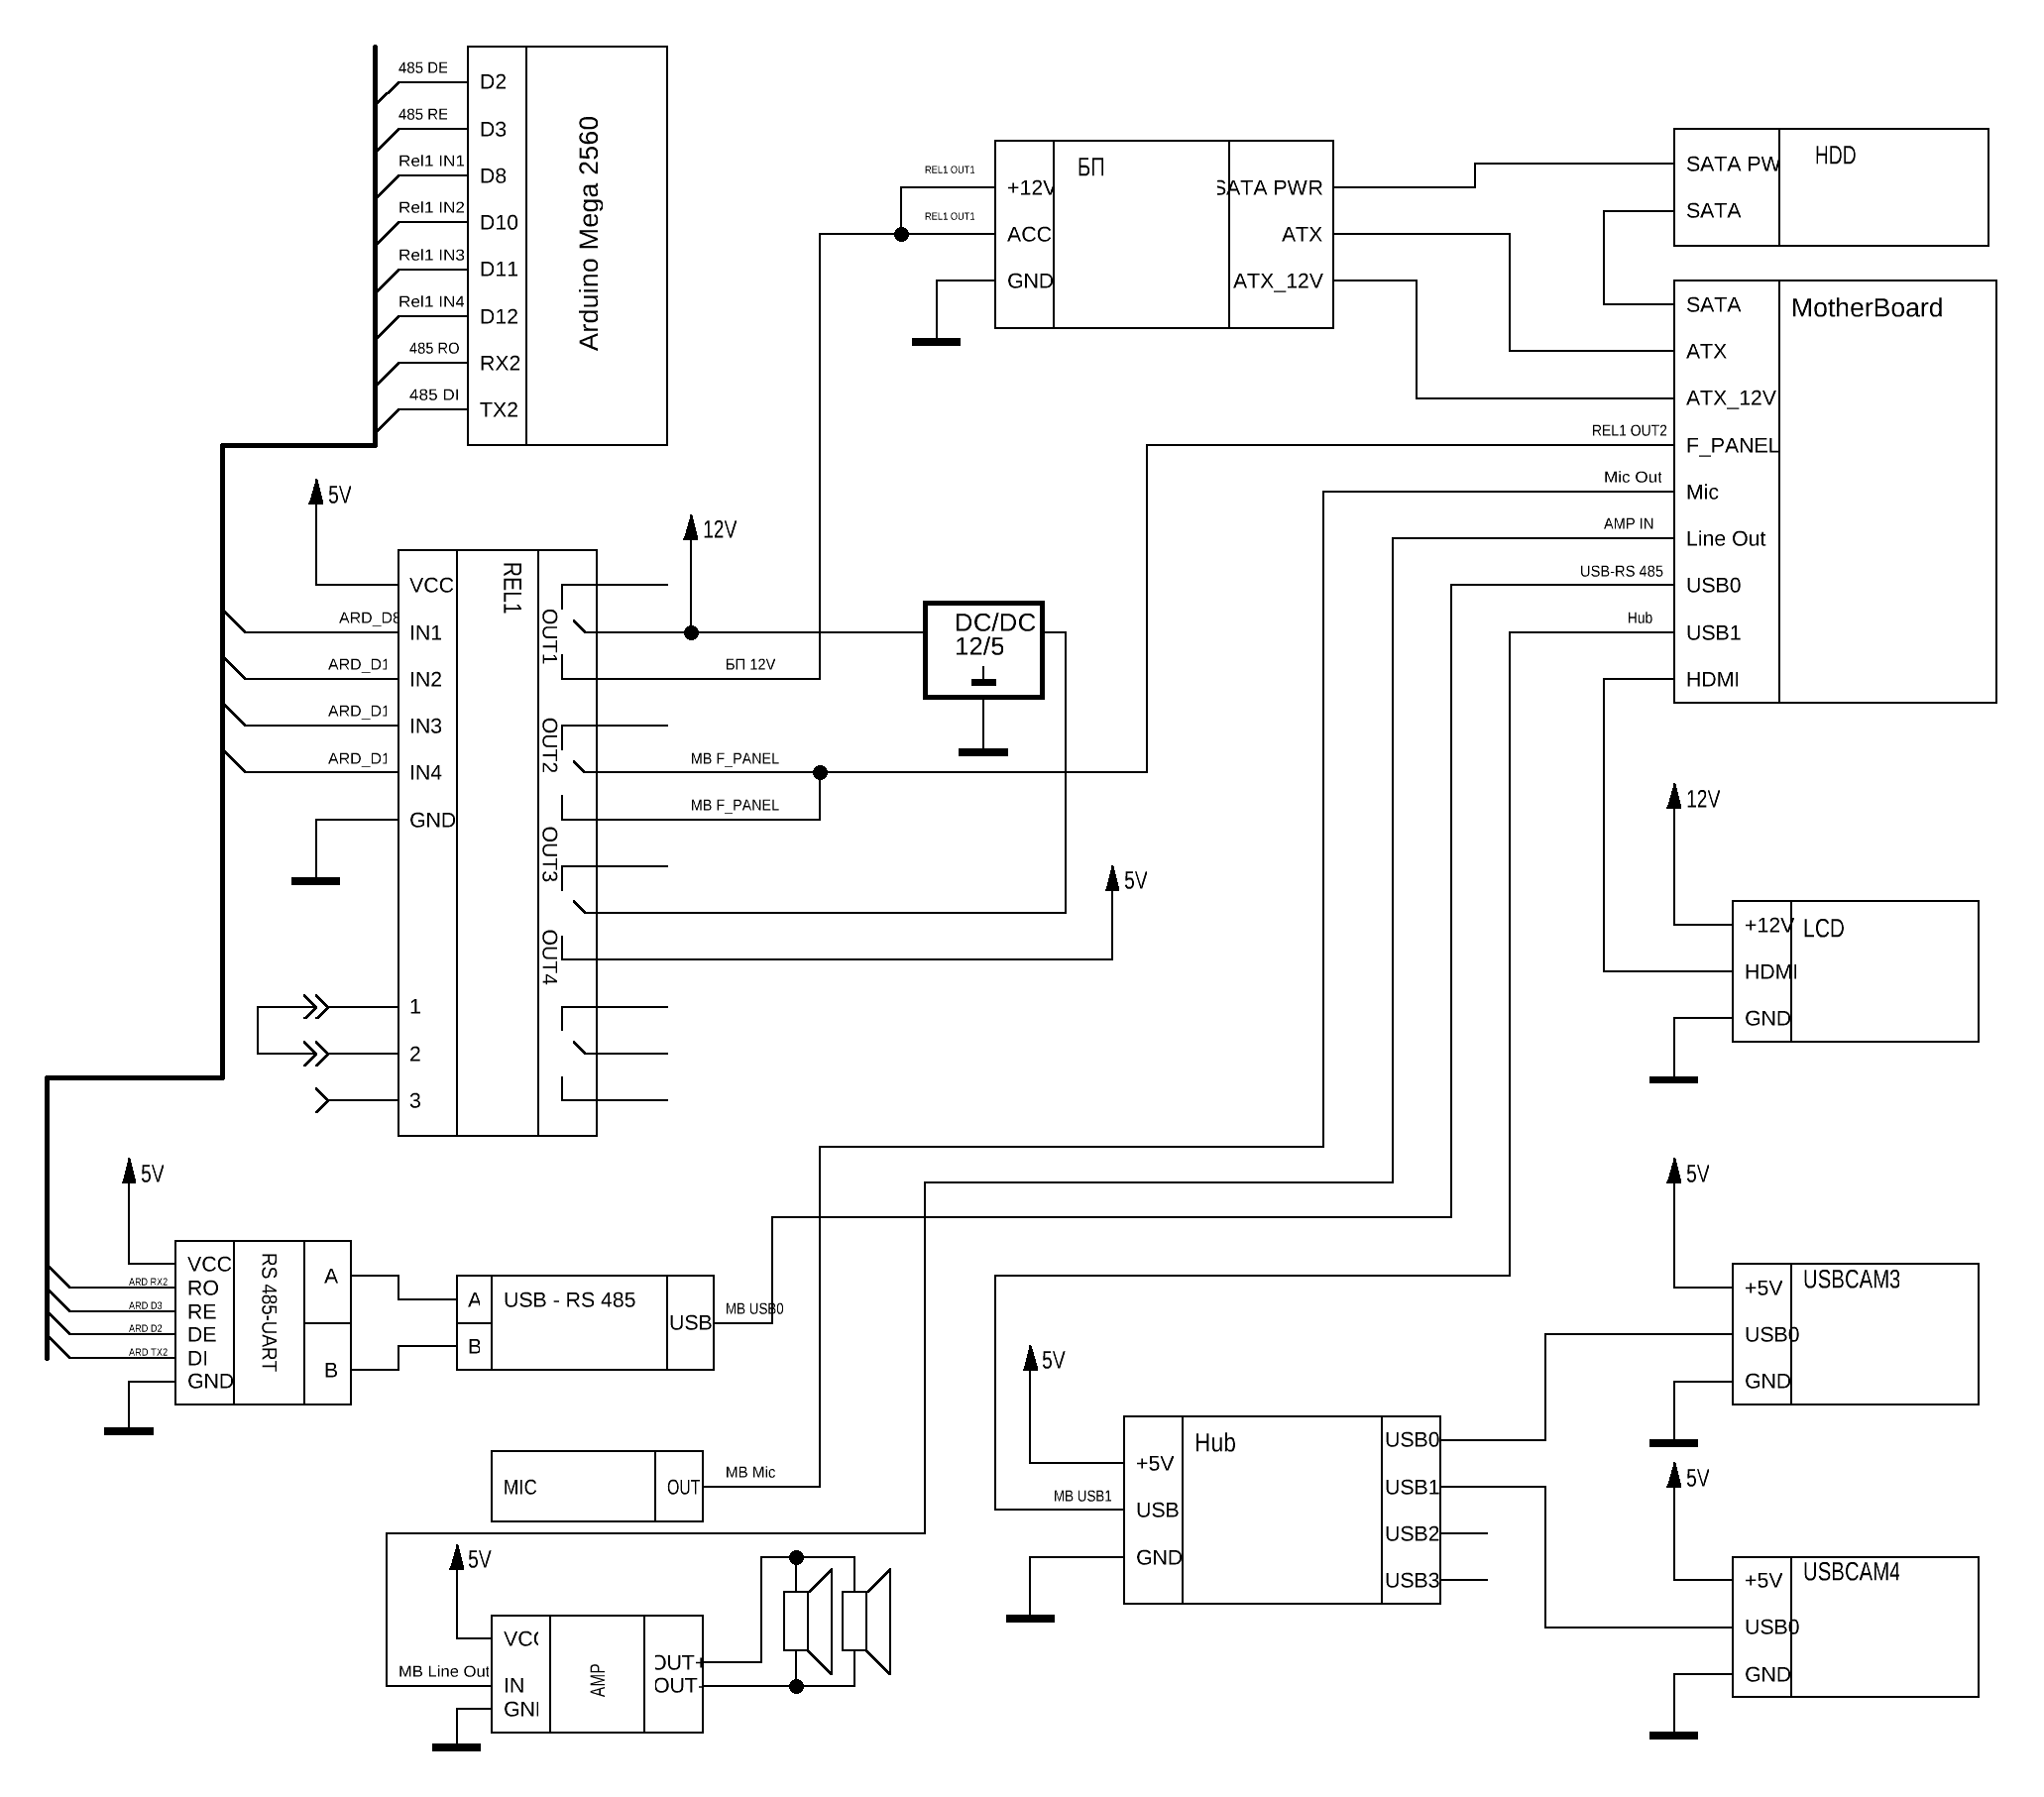 485 DE
D2
485 RE
D3
Rel1 IN1
D8
Rel1 IN2
D10
Rel1 IN3
D11
Rel1 IN4
D12
485 RO
RX2
485 DI
TX2
Arduino Mega 2560
REL1 OUT1
+12V
REL1 OUT1
ACC
GND
БП
SATA PWR
ATX
ATX_12V
SATA PW
SATA
HDD
SATA
MotherBoard
ATX
ATX_12V
REL1 OUT2
F_PANEL
Mic Out
Mic
AMP IN
Line Out
USB-RS 485
USB0
Hub
USB1
HDMI
5V
12V
VCC
ARD_D8
IN1
ARD_D1
IN2
ARD_D1
IN3
ARD_D1
IN4
GND
1
2
3
REL1
OUT1
OUT2
OUT3
OUT4
БП 12V
MB F_PANEL
MB F_PANEL
DC/DC
12/5
5V
12V
+12V
LCD
HDMI
GND
5V
VCC
ARD RX2
RO
ARD D3
RE
ARD D2
DE
ARD TX2
DI
GND
RS 485-UART
A
B
A
USB - RS 485
B
USB
MB USB0
MIC
OUT
MB Mic
5V
VCC
MB Line Out
IN
GND
AMP
OUT+
OUT-
5V
+5V
MB USB1
USB
GND
Hub
USB0
USB1
USB2
USB3
5V
USBCAM3
+5V
USB0
GND
5V
USBCAM4
+5V
USB0
GND